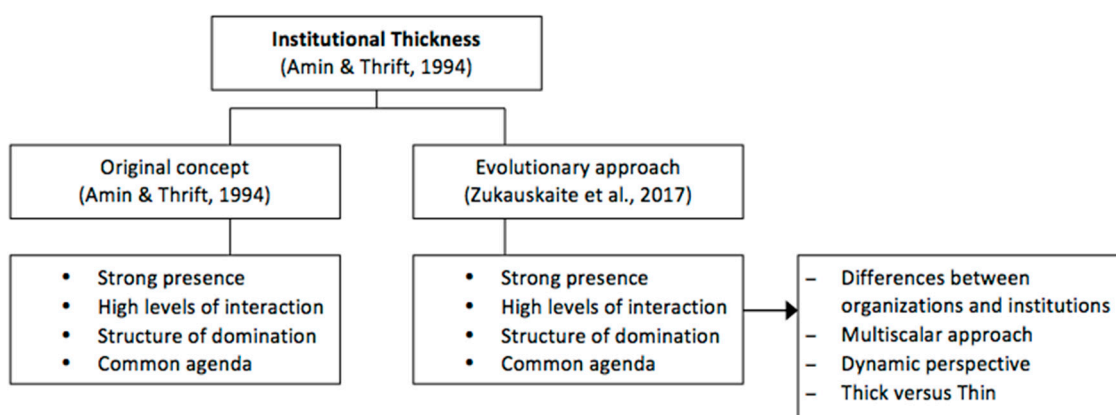 Institutional Thickness
(Amin & Thrift, 1994)
Original concept
(Amin & Thrift, 1994)
Evolutionary approach
(Zukauskaite et al., 2017)
• Strong presence
• High levels of interaction
• Structure of domination
• Common agenda
• Strong presence
• High levels of interaction
• Structure of domination
• Common agenda
– Differences between
organizations and institutions
– Multiscalar approach
– Dynamic perspective
– Thick versus Thin